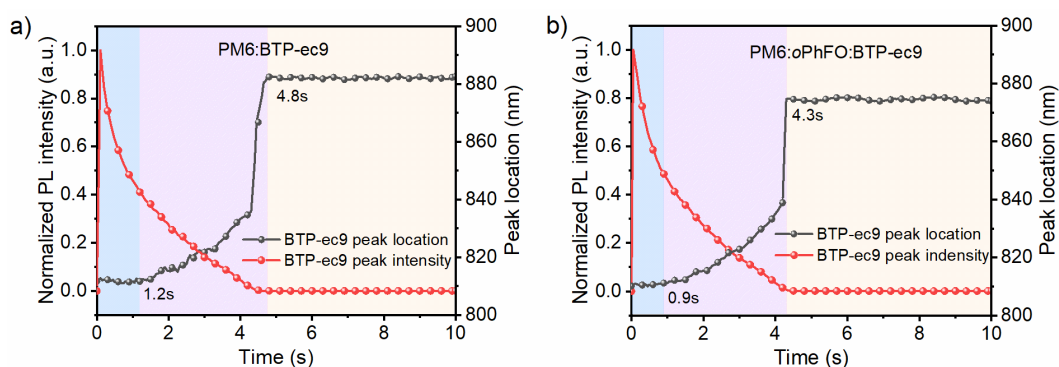 a)
PM6:BTP-ec9
Normalized PL intensity (a.u.)
1.0
0.8
0.6
0.4
0.2
0.0
900
880
860
840
820
800
Peak location (nm)
4.8s
1.2s
BTP-ec9 peak location
BTP-ec9 peak intensity
0 2 4 6 8 10
Time (s)
b)
PM6:oPhFO:BTP-ec9
Normalized PL intensity (a.u.)
1.0
0.8
0.6
0.4
0.2
0.0
900
880
860
840
820
800
Peak location (nm)
4.3s
0.9s
BTP-ec9 peak location
BTP-ec9 peak indensity
0 2 4 6 8 10
Time (s)